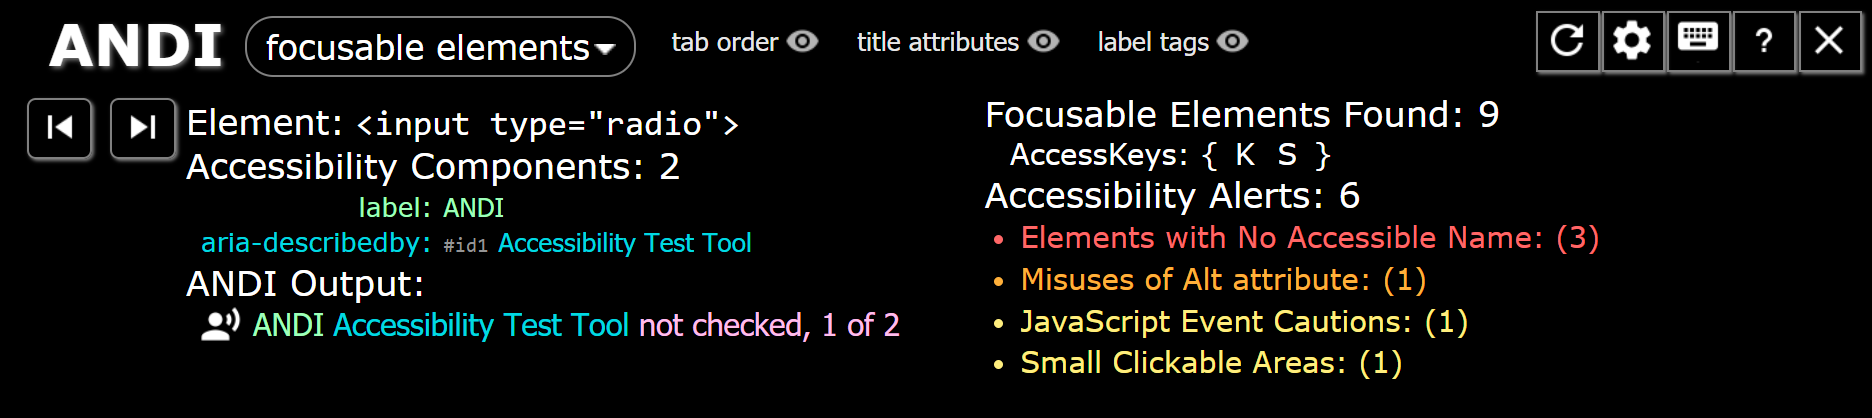 ANDI focusable elements tab order title attributes label tags ?
Element: <input type="radio">
Accessibility Components: 2
label: ANDI
aria-describedby: #id1 Accessibility Test Tool
ANDI Output:
ANDI Accessibility Test Tool not checked, 1 of 2
Focusable Elements Found: 9
AccessKeys: { K S }
Accessibility Alerts: 6
• Elements with No Accessible Name: (3)
• Misuses of Alt attribute: (1)
• JavaScript Event Cautions: (1)
• Small Clickable Areas: (1)